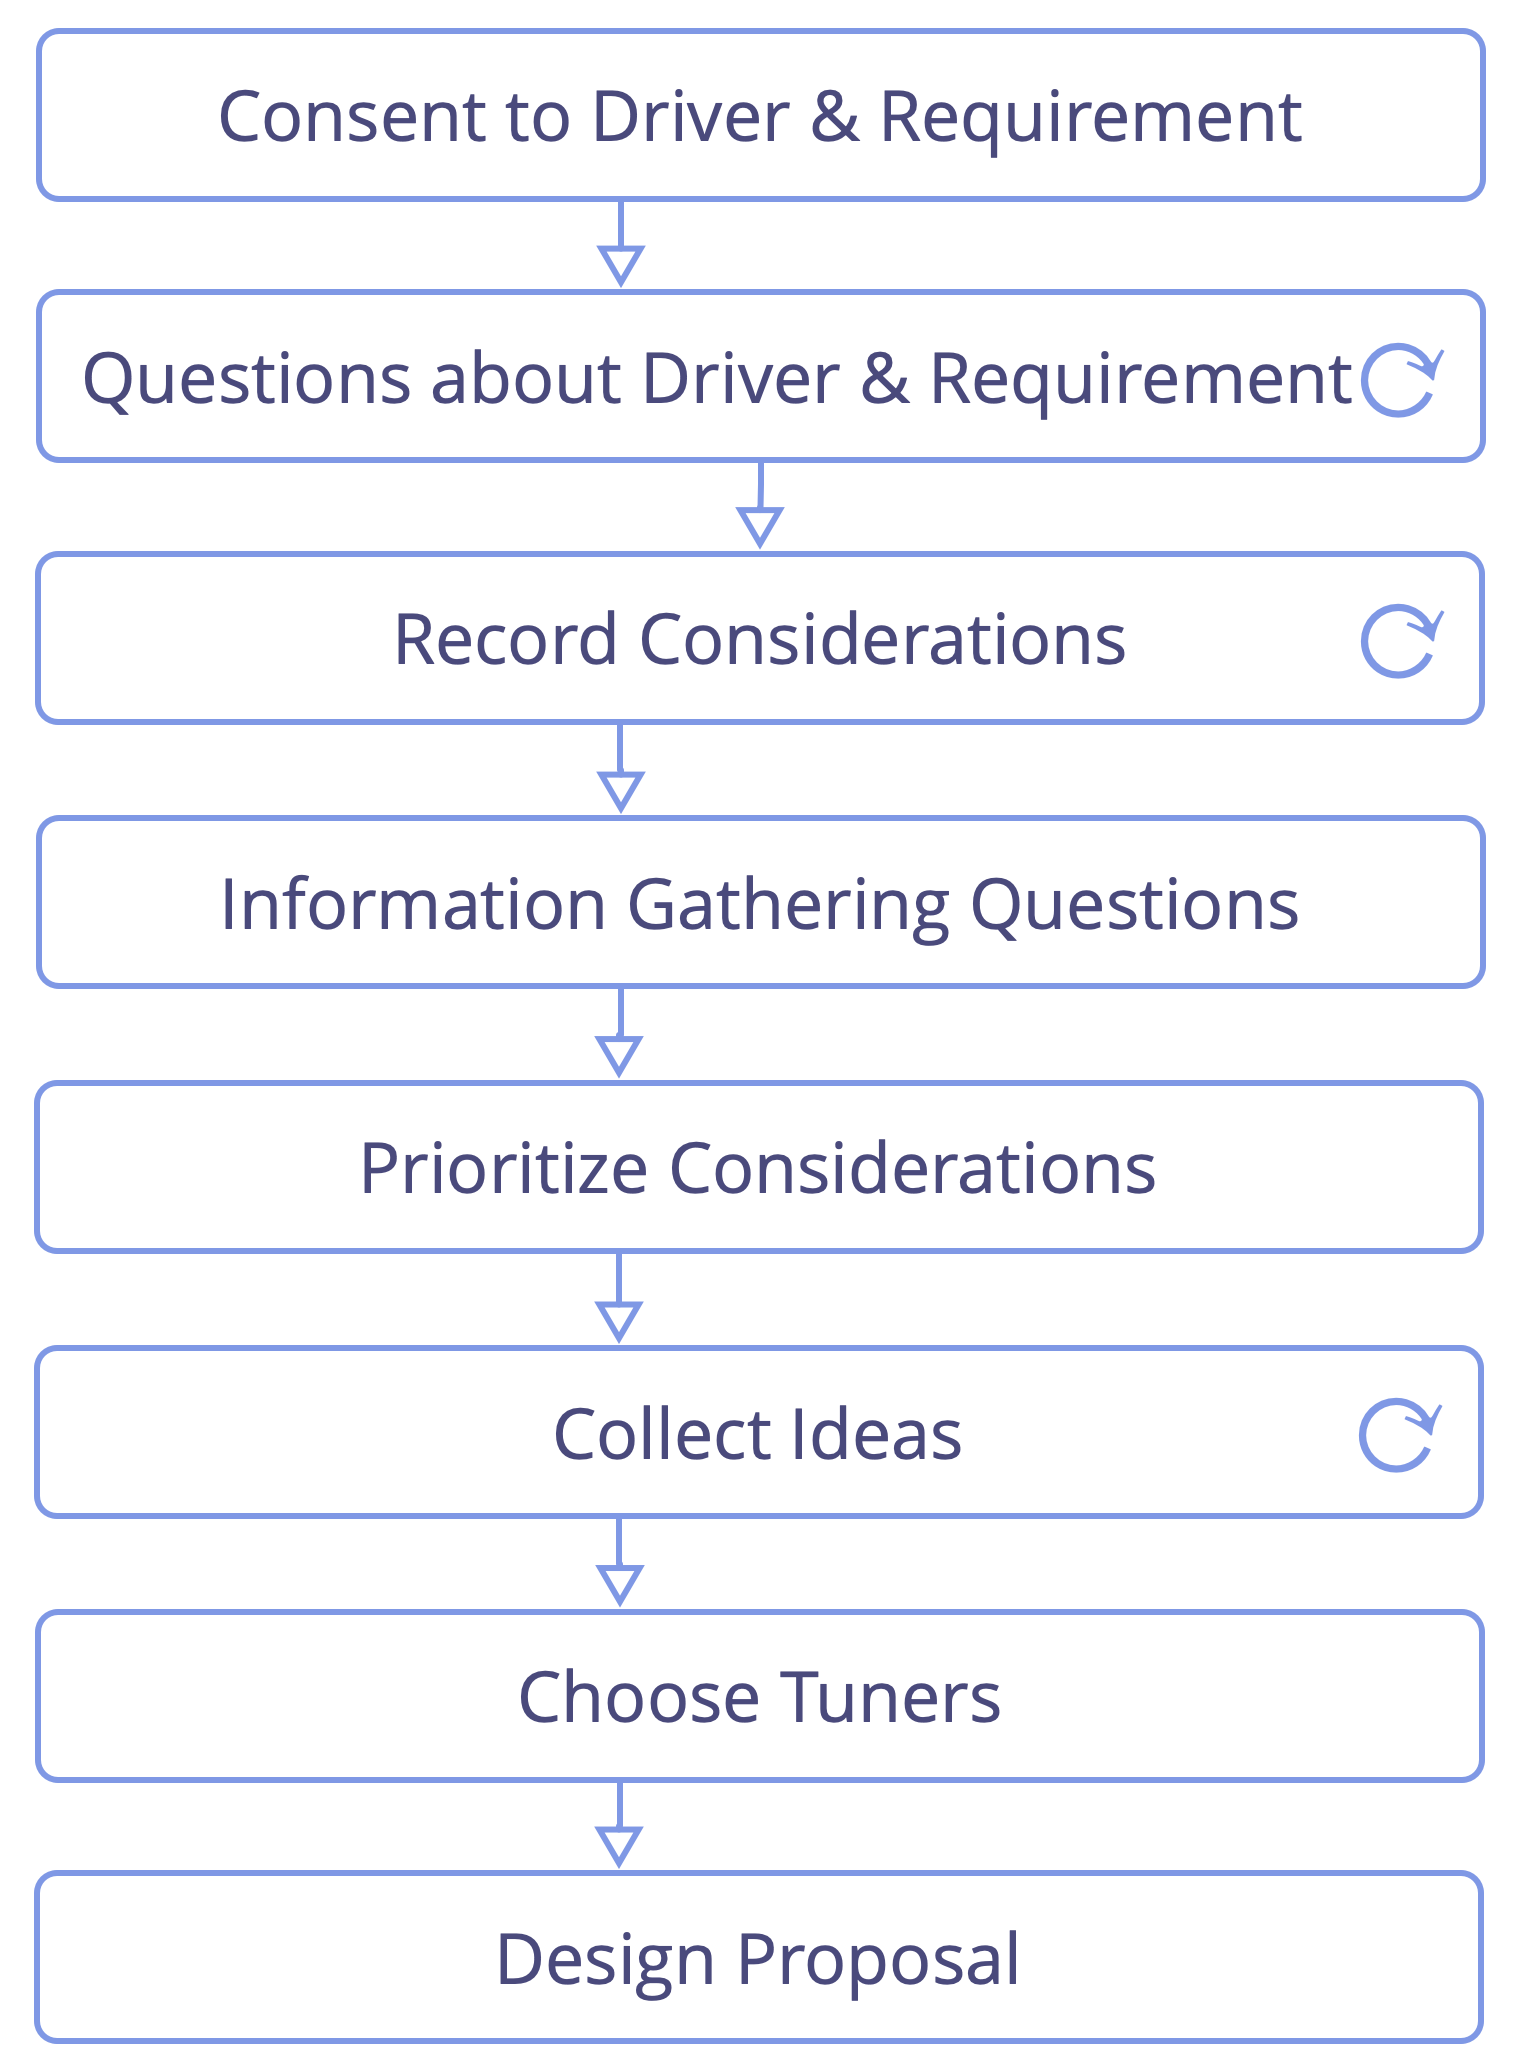 Consent to Driver & Requirement
Questions about Driver & Requirement
Record Considerations
Information Gathering Questions
Prioritize Considerations
Collect Ideas
Choose Tuners
Design Proposal